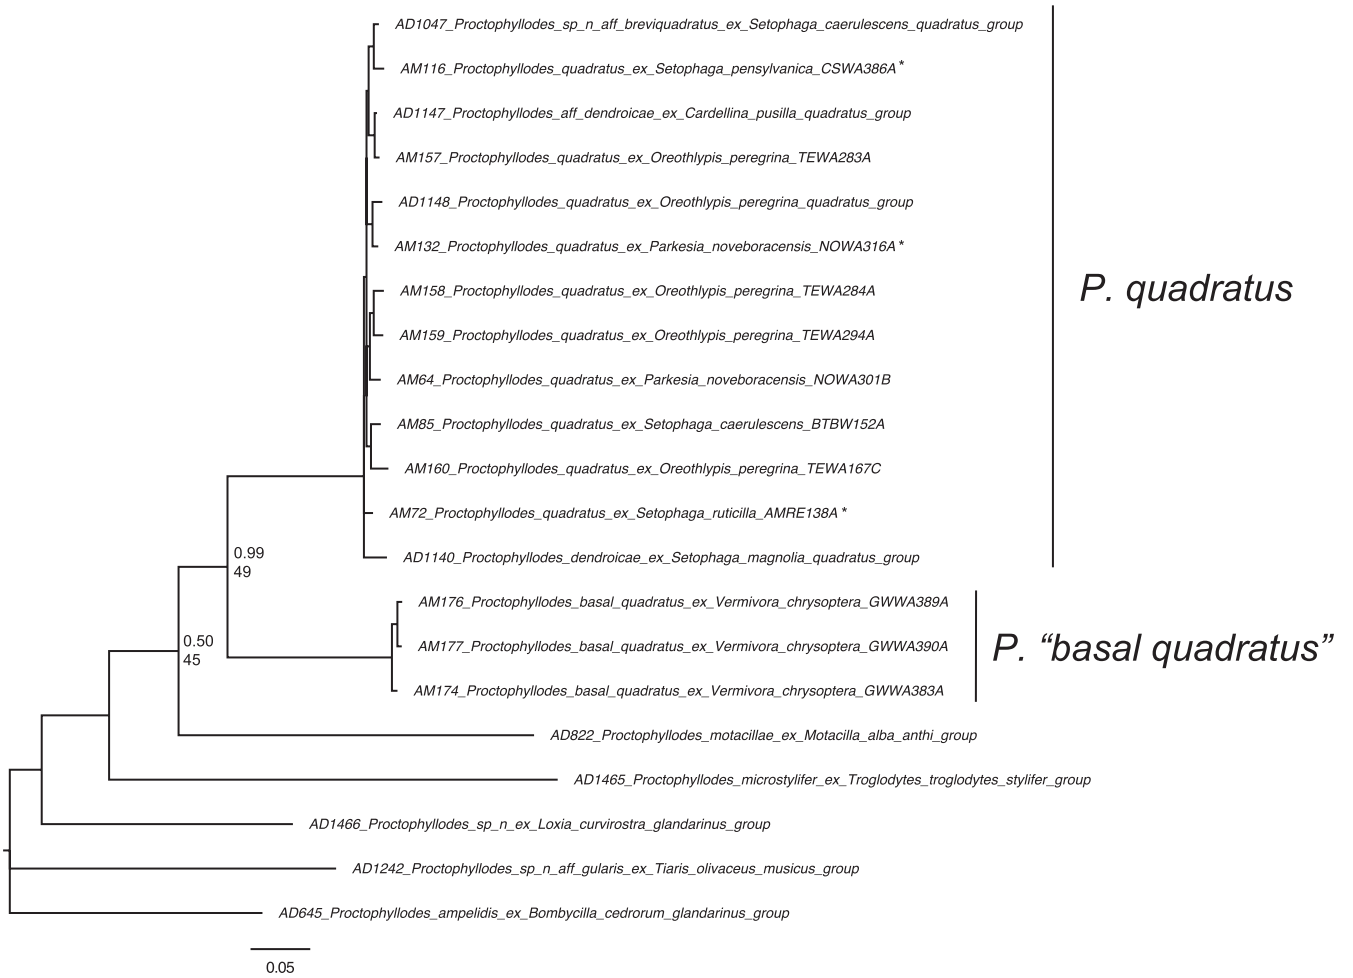 AD1047_Proctophyllodes_sp_n_aff_breviquadratus_ex_Setophaga_caerulescens_quadratus_group
AM116_Proctophyllodes_quadratus_ex_Setophaga_pensylvanica_CSWA386A*
AD1147_Proctophyllodes_aff_dendroicae_ex_Cardellina_pusilla_quadratus_group
AM157_Proctophyllodes_quadratus_ex_Oreothlypis_peregrina_TEWA283A
AD1148_Proctophyllodes_quadratus_ex_Oreothlypis_peregrina_quadratus_group
AM132_Proctophyllodes_quadratus_ex_Parkesia_noveboracensis_NOWA316A*
P. quadratus
AM158_Proctophyllodes_quadratus_ex_Oreothlypis_peregrina_TEWA284A
AM159_Proctophyllodes_quadratus_ex_Oreothlypis_peregrina_TEWA294A
AM64_Proctophyllodes_quadratus_ex_Parkesia_noveboracensis_NOWA301B
AM85_Proctophyllodes_quadratus_ex_Setophaga_caerulescens_BTBW152A
AM160_Proctophyllodes_quadratus_ex_Oreothlypis_peregrina_TEWA167C
AM72_Proctophyllodes_quadratus_ex_Setophaga_ruticilla_AMRE138A*
0.99
49
AD1140_Proctophyllodes_dendroicae_ex_Setophaga_magnolia_quadratus_group
AM176_Proctophyllodes_basal_quadratus_ex_Vermivora_chrysoptera_GWWA389A
0.50
45
AM177_Proctophyllodes_basal_quadratus_ex_Vermivora_chrysoptera_GWWA390A
P. “basal quadratus”
AM174_Proctophyllodes_basal_quadratus_ex_Vermivora_chrysoptera_GWWA383A
AD822_Proctophyllodes_motacillae_ex_Motacilla_alba_anthi_group
AD1465_Proctophyllodes_microstylifer_ex_Troglodytes_troglodytes_stylifer_group
AD1466_Proctophyllodes_sp_n_ex_Loxia_curvirostra_glandarinus_group
AD1242_Proctophyllodes_sp_n_aff_gularis_ex_Tiaris_olivaceus_musicus_group
AD645_Proctophyllodes_ampelidis_ex_Bombycilla_cedrorum_glandarinus_group
0.05